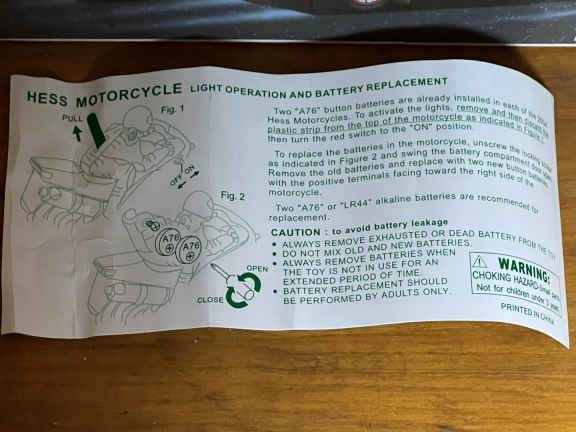 HESS MOTORCYCLE LIGHT OPERATION AND BATTERY REPLACEMENT
PULL
Fig. 1
OFF ON
Fig. 2
A76
A76
OPEN
CLOSE
Two "A76" button batteries are already installed in each of the
Hess Motorcycles. To activate the lights, remove and then discard the
plastic strip from the top of the motorcycle as indicated in Figure
then turn the red switch to the "ON" position.
To replace the batteries in the motorcycle, unscrew the locking
as indicated in Figure 2 and swing the battery compartment door
Remove the old batteries and replace with two new button batteries
with the positive terminals facing toward the right side of the
motorcycle.
Two "A76" or "LR44" alkaline batteries are recommended for
replacement.
CAUTION : to avoid battery leakage
• ALWAYS REMOVE EXHAUSTED OR DEAD BATTERY FROM THE TOY
• DO NOT MIX OLD AND NEW BATTERIES.
• ALWAYS REMOVE BATTERIES WHEN
THE TOY IS NOT IN USE FOR AN
EXTENDED PERIOD OF TIME.
• BATTERY REPLACEMENT SHOULD
BE PERFORMED BY ADULTS ONLY.
WARNING:
CHOKING HAZARD-Small parts
Not for children under 3 years.
PRINTED IN CHINA